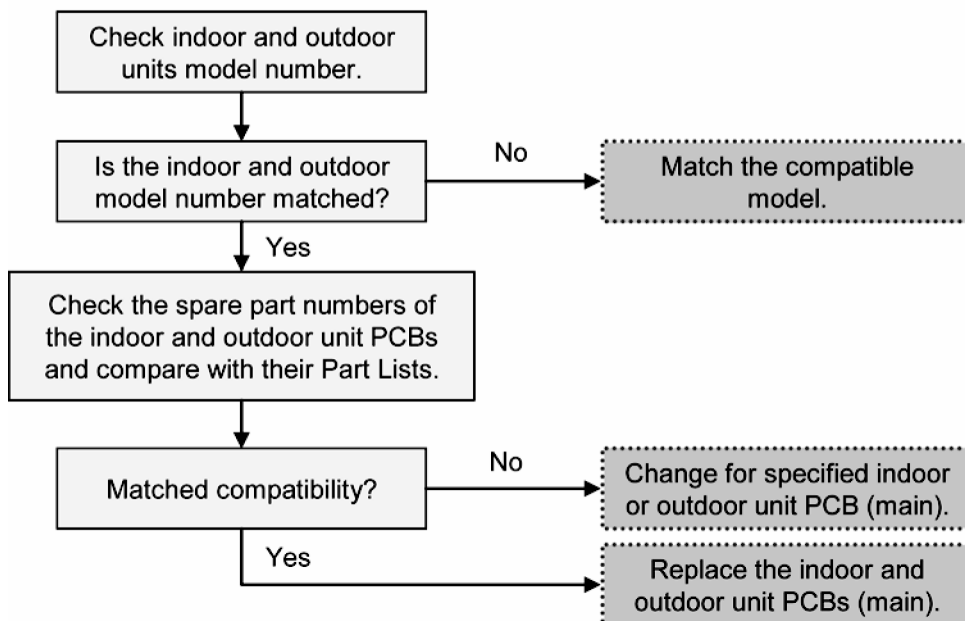 Check indoor and outdoor
units model number.
Is the indoor and outdoor
model number matched?
No
Match the compatible
model.
Yes
Check the spare part numbers of
the indoor and outdoor unit PCBs
and compare with their Part Lists.
Matched compatibility?
No
Change for specified indoor
or outdoor unit PCB (main).
Yes
Replace the indoor and
outdoor unit PCBs (main).